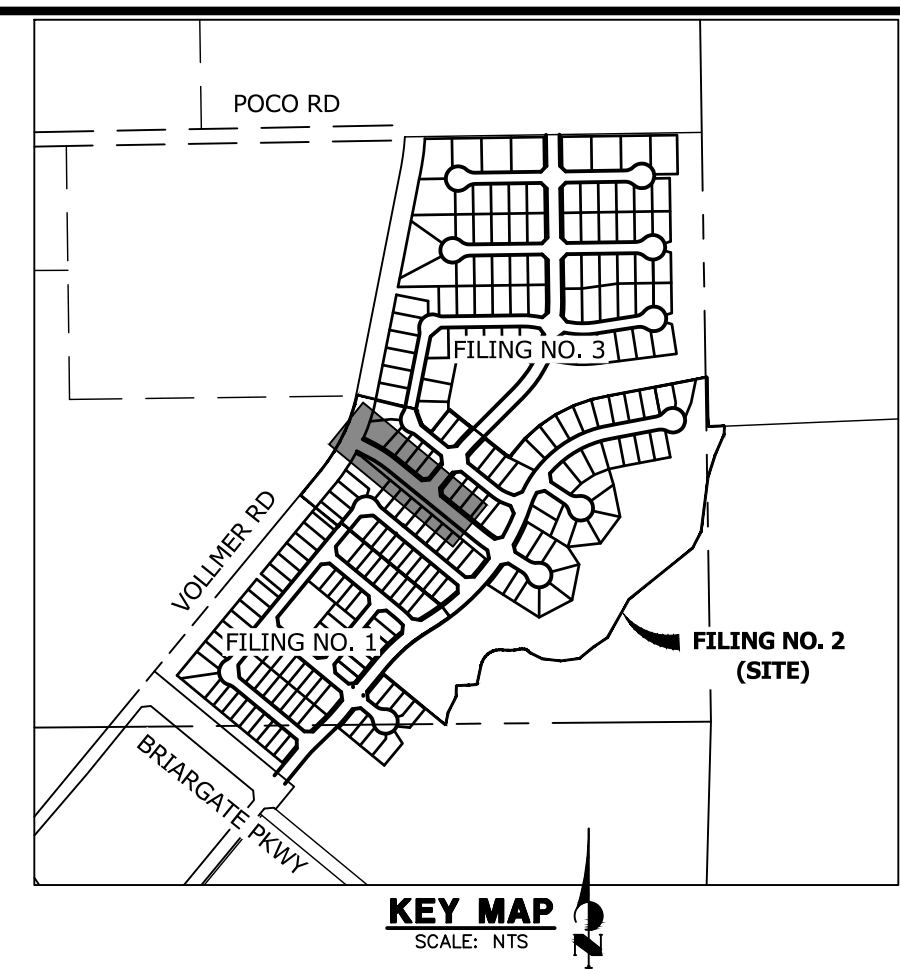 POCO RD
FILING NO. 3
VOLLMER RD
FILING NO. 1
FILING NO. 2
(SITE)
BRIARGATE PKWY
KEY MAP
SCALE: NTS
N